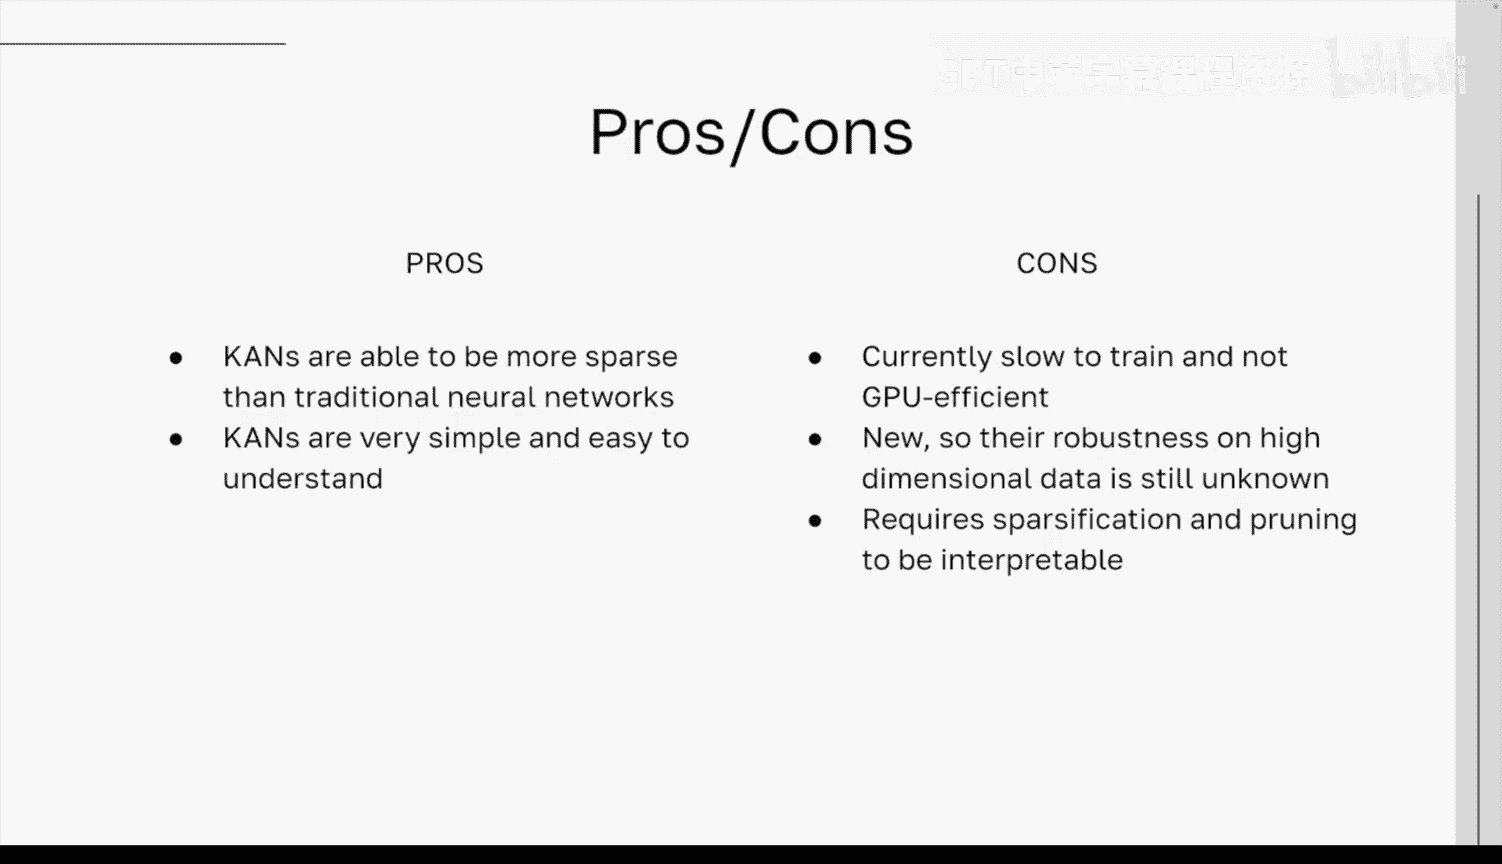 bilibili
Pros/Cons
PROS
● KANs are able to be more sparse
than traditional neural networks
● KANs are very simple and easy to
understand
CONS
● Currently slow to train and not
GPU-efficient
● New, so their robustness on high
dimensional data is still unknown
● Requires sparsification and pruning
to be interpretable